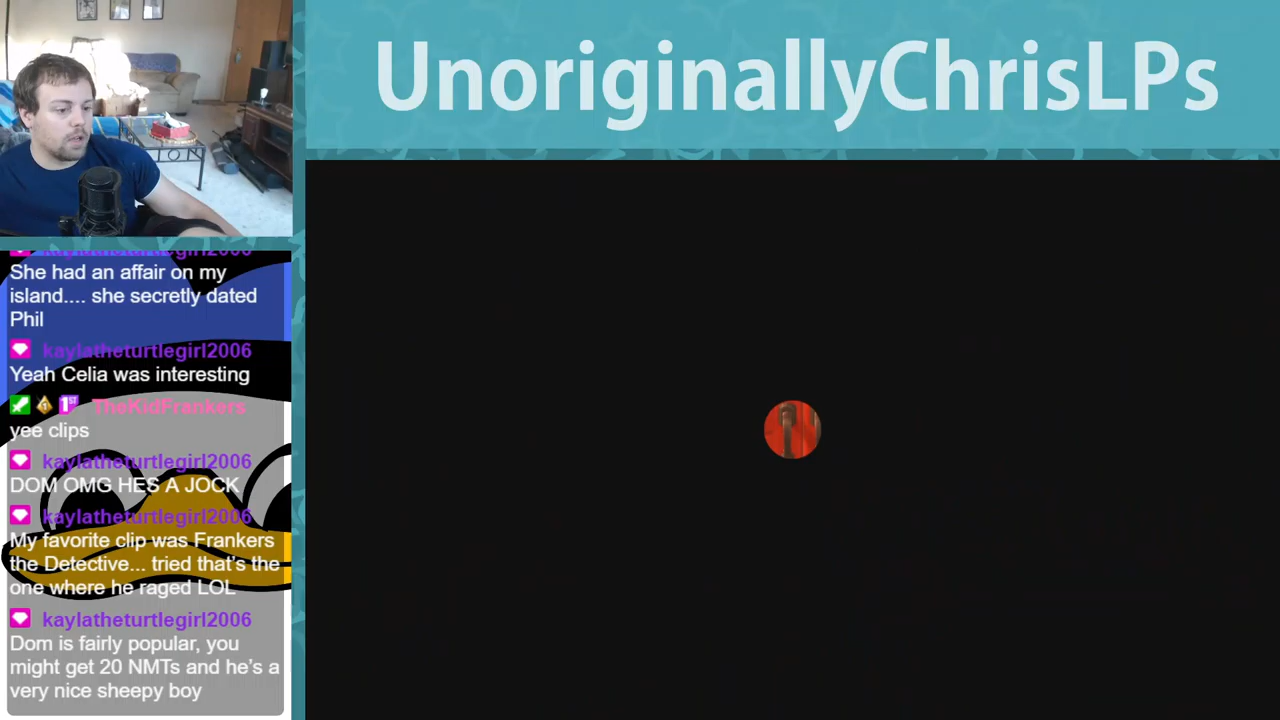 UnoriginallyChrisLPs
kaylatheturtlegirl2006
She had an affair on my
island.... she secretly dated
Phil
kaylatheturtlegirl2006
Yeah Celia was interesting
1ST TheKidFrankers
yee clips
kaylatheturtlegirl2006
DOM OMG HES A JOCK
kaylatheturtlegirl2006
My favorite clip was Frankers
the Detective... tried that's the
one where he raged LOL
kaylatheturtlegirl2006
Dom is fairly popular, you
might get 20 NMTs and he's a
very nice sheepy boy